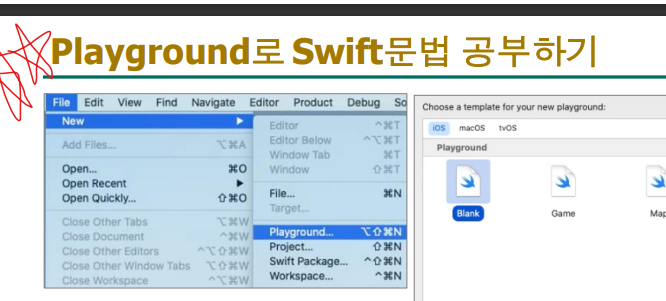 Playground로 Swift문법 공부하기
File Edit View Find Navigate Editor Product Debug So
New ▶
Add Files... ⌥⌘A
Open... ⌘O
Open Recent ▶
Open Quickly... ⇧⌘O
Close Other Tabs ⌥⌘W
Close Document ^⌘W
Close Other Editors ^⌥⇧⌘W
Close Other Window Tabs ⌥⇧⌘W
Close Workspace ^⌥⌘W
Editor ^⌘T
Editor Below ^⌥⌘T
Window Tab ⌘T
Window ⇧⌘T
File... ⌘N
Target...
Playground... ⌥⇧⌘N
Project... ⇧⌘N
Swift Package... ^⇧⌘N
Workspace... ^⌘N
Choose a template for your new playground:
iOS macOS tvOS
Playground
Blank Game Map